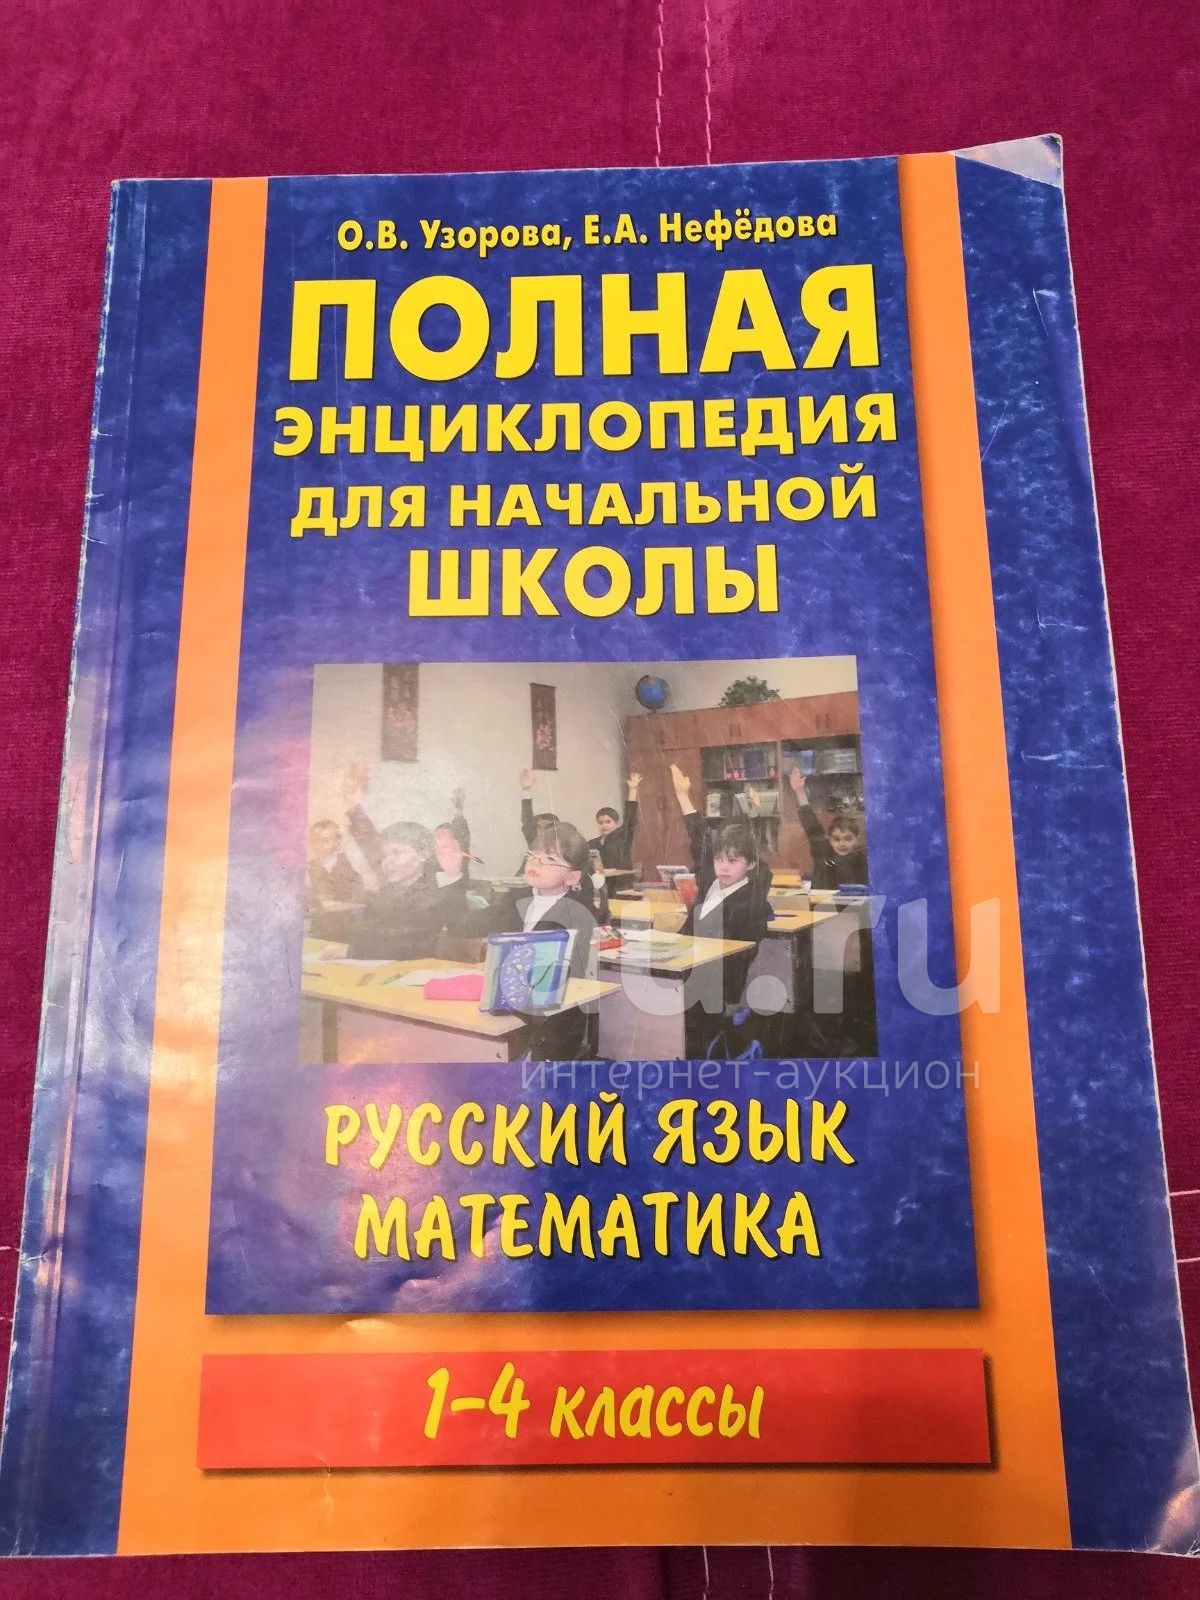 О.В. Узорова, Е.А. Нефёдова
ПОЛНАЯ
ЭНЦИКЛОПЕДИЯ
ДЛЯ НАЧАЛЬНОЙ
ШКОЛЫ
au.ru
интернет-аукцион
РУССКИЙ ЯЗЫК
МАТЕМАТИКА
1-4 классы